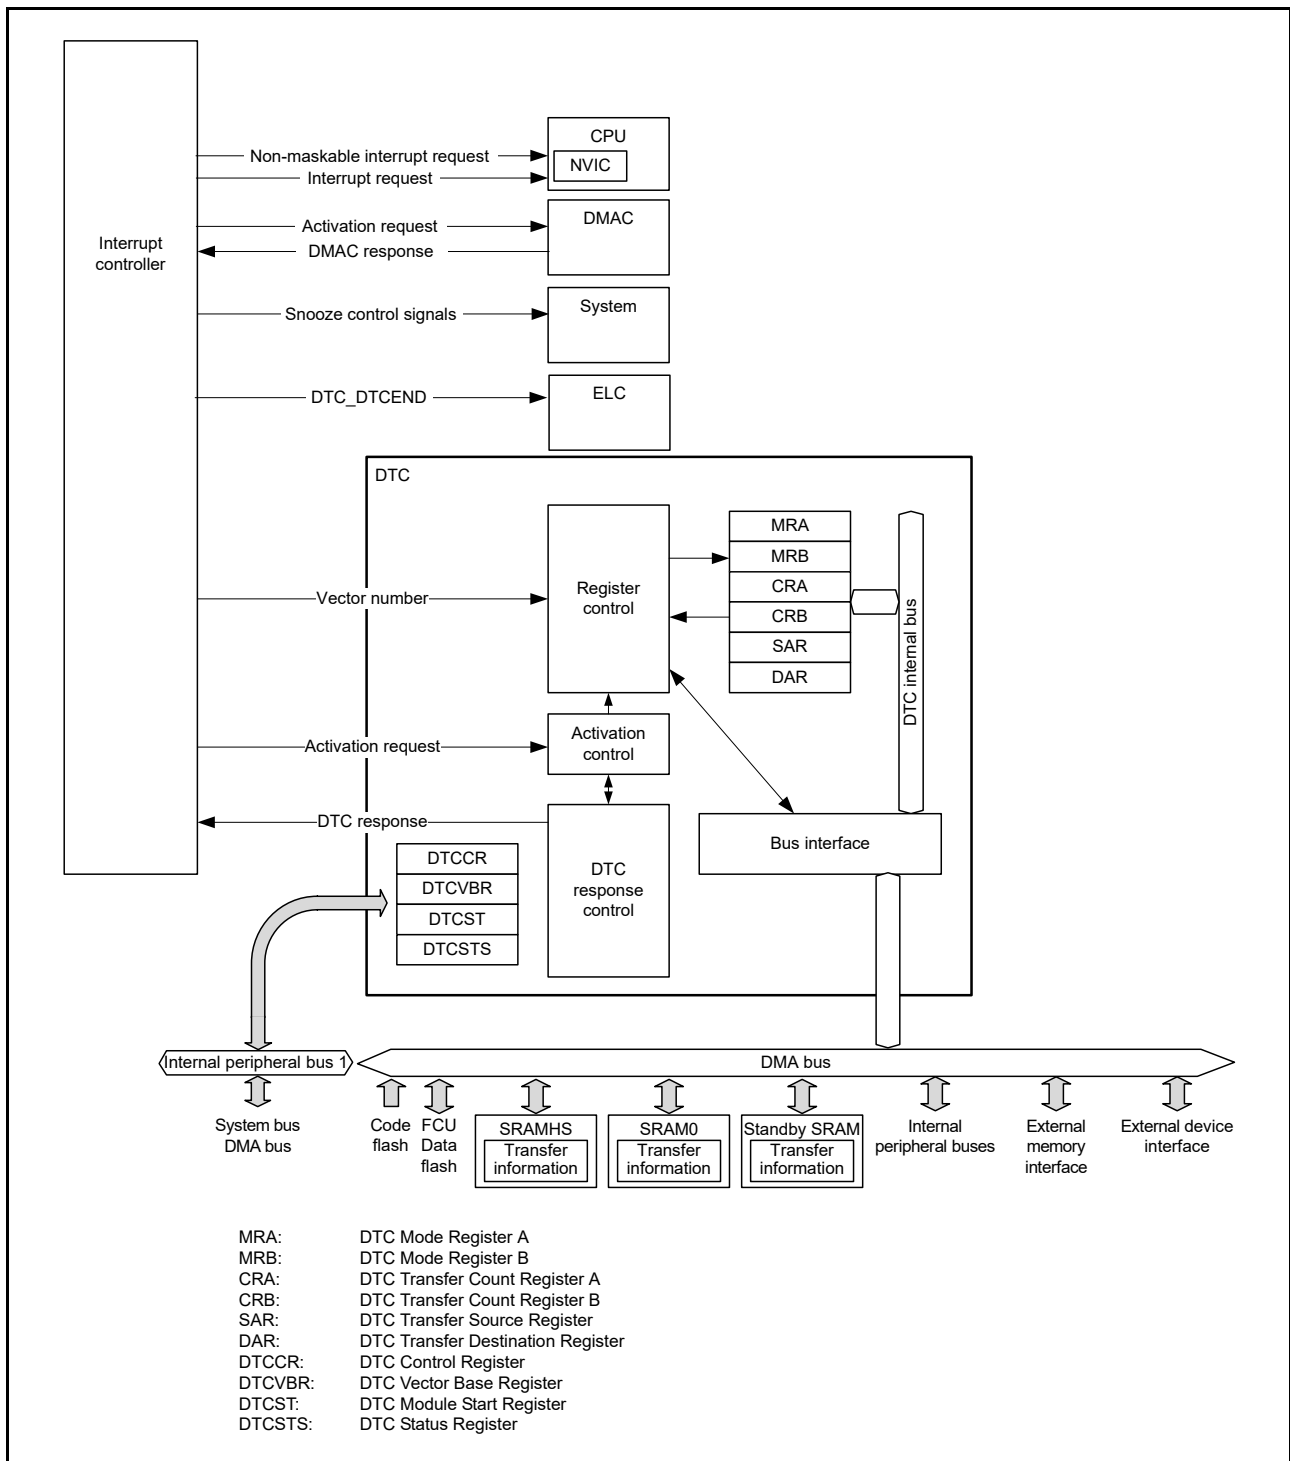 CPU
NVIC
Non-maskable interrupt request
Interrupt request
DMAC
Activation request
DMAC response
Interrupt
controller
System
Snooze control signals
ELC
DTC_DTCEND
DTC
MRA
MRB
CRA
CRB
SAR
DAR
Register
control
Vector number
DTC internal bus
Activation
control
Activation request
DTC response
Bus interface
DTC
response
control
DTCCR
DTCVBR
DTCST
DTCSTS
Internal peripheral bus 1
DMA bus
System bus
DMA bus
Code
flash
FCU
Data
flash
SRAMHS
Transfer
information
SRAM0
Transfer
information
Standby SRAM
Transfer
information
Internal
peripheral buses
External
memory
interface
External device
interface
MRA: DTC Mode Register A
MRB: DTC Mode Register B
CRA: DTC Transfer Count Register A
CRB: DTC Transfer Count Register B
SAR: DTC Transfer Source Register
DAR: DTC Transfer Destination Register
DTCCR: DTC Control Register
DTCVBR: DTC Vector Base Register
DTCST: DTC Module Start Register
DTCSTS: DTC Status Register